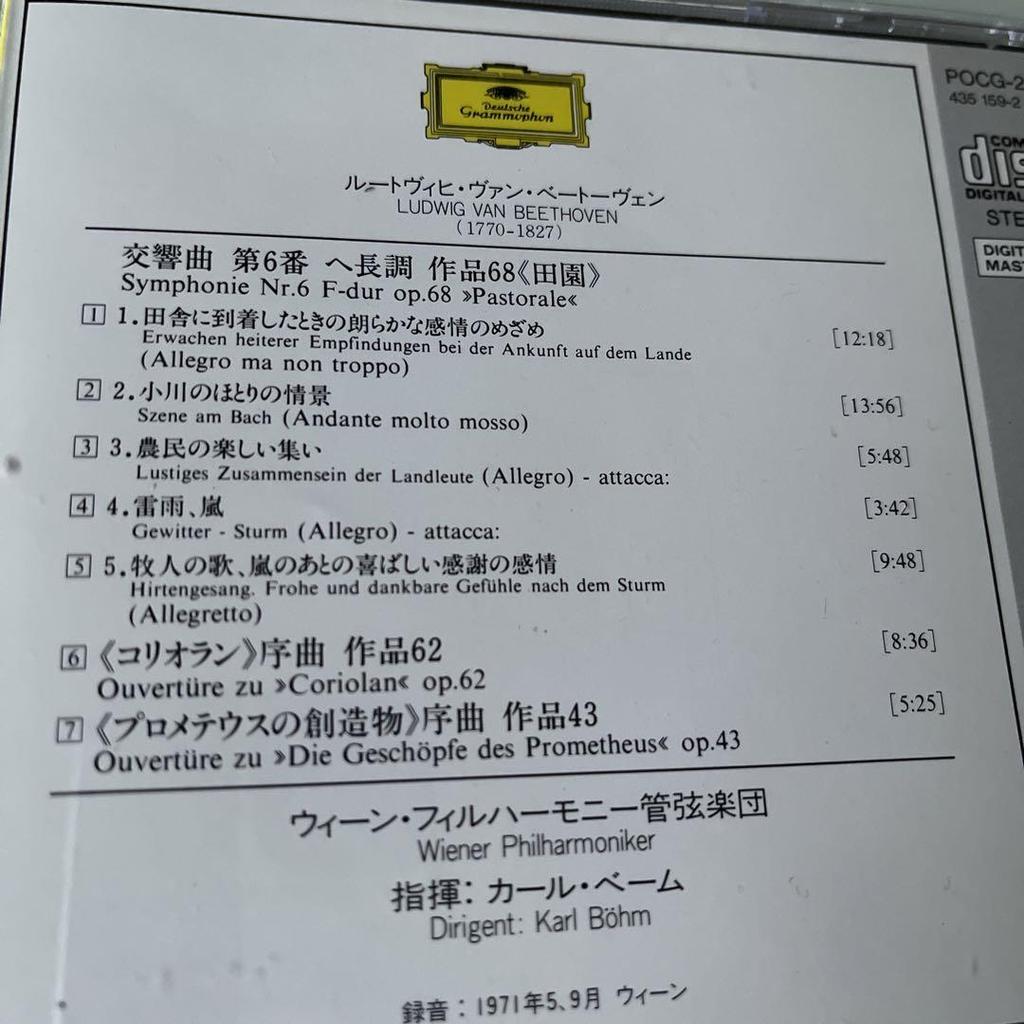 Deutsche
Grammophon
ルートヴィヒ・ヴァン・ベートーヴェン
LUDWIG VAN BEETHOVEN
(1770-1827)
交響曲 第6番 ヘ長調 作品68《田園》
Symphonie Nr.6 F-dur op.68 »Pastorale«
1 1.田舎に到着したときの朗らかな感情のめざめ [12:18]
Erwachen heiterer Empfindungen bei der Ankunft auf dem Lande
(Allegro ma non troppo)
2 2.小川のほとりの情景 [13:56]
Szene am Bach (Andante molto mosso)
3 3.農民の楽しい集い [5:48]
Lustiges Zusammensein der Landleute (Allegro) - attacca:
4 4.雷雨、嵐 [3:42]
Gewitter - Sturm (Allegro) - attacca:
5 5.牧人の歌、嵐のあとの喜ばしい感謝の感情 [9:48]
Hirtengesang. Frohe und dankbare Gefühle nach dem Sturm
(Allegretto)
6 《コリオラン》序曲 作品62 [8:36]
Ouvertüre zu »Coriolan« op.62
7 《プロメテウスの創造物》序曲 作品43 [5:25]
Ouvertüre zu »Die Geschöpfe des Prometheus« op.43
ウィーン・フィルハーモニー管弦楽団
Wiener Philharmoniker
指揮: カール・ベーム
Dirigent: Karl Böhm
録音：1971年5、9月 ウィーン
POCG-2
435 159-2
COM
dis
DIGITAL
STE
DIGIT
MAS